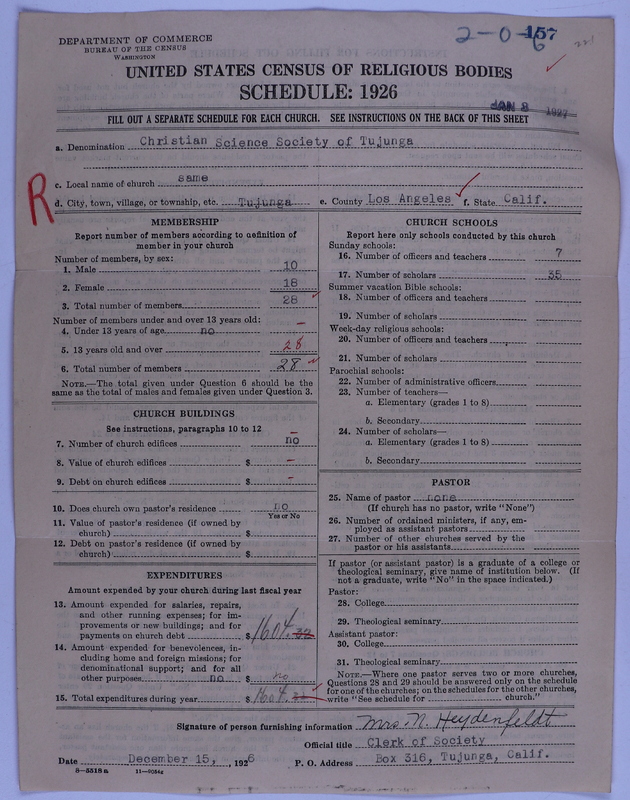 DEPARTMENT OF COMMERCE
BUREAU OF THE CENSUS
WASHINGTON
2-0 157
UNITED STATES CENSUS OF RELIGIOUS BODIES
SCHEDULE: 1926
JAN 8 1927
FILL OUT A SEPARATE SCHEDULE FOR EACH CHURCH. SEE INSTRUCTIONS ON THE BACK OF THIS SHEET
a. Denomination Christian Science Society of Tujunga
c. Local name of church same
R
d. City, town, village, or township, etc. Tujunga e. County Los Angeles f. State Calif.
MEMBERSHIP
Report number of members according to definition of
member in your church
Number of members, by sex:
1. Male 10
2. Female 18
3. Total number of members 28
Number of members under and over 13 years old:
4. Under 13 years of age no –
5. 13 years old and over 28
6. Total number of members 28
NOTE.—The total given under Question 6 should be the
same as the total of males and females given under Question 3.
CHURCH BUILDINGS
See instructions, paragraphs 10 to 12
7. Number of church edifices no
8. Value of church edifices $ –
9. Debt on church edifices $ –
10. Does church own pastor's residence no
Yes or No
11. Value of pastor's residence (if owned by
church) $
12. Debt on pastor's residence (if owned by
church) $
EXPENDITURES
Amount expended by your church during last fiscal year
13. Amount expended for salaries, repairs,
and other running expenses; for im-
provements or new buildings; and for
payments on church debt $ 1604.32
14. Amount expended for benevolences, in-
cluding home and foreign missions; for
denominational support; and for all
other purposes no $ no
15. Total expenditures during year $ 1604.
CHURCH SCHOOLS
Report here only schools conducted by this church
Sunday schools:
16. Number of officers and teachers 7
17. Number of scholars 35
Summer vacation Bible schools:
18. Number of officers and teachers
19. Number of scholars
Week-day religious schools:
20. Number of officers and teachers
21. Number of scholars
Parochial schools:
22. Number of administrative officers
23. Number of teachers—
a. Elementary (grades 1 to 8)
b. Secondary
24. Number of scholars—
a. Elementary (grades 1 to 8)
b. Secondary
PASTOR
25. Name of pastor none
(If church has no pastor, write "None")
26. Number of ordained ministers, if any, em-
ployed as assistant pastors
27. Number of other churches served by the
pastor or his assistants
If pastor (or assistant pastor) is a graduate of a college or
theological seminary, give name of institution below. (If
not a graduate, write "No" in the space indicated.)
Pastor:
28. College
29. Theological seminary
Assistant pastor:
30. College
31. Theological seminary
NOTE.—Where one pastor serves two or more churches,
Questions 28 and 29 should be answered only on the schedule
for one of the churches; on the schedules for the other churches,
write "See schedule for church."
Signature of person furnishing information Mrs. N. Heydenfeldt
Official title Clerk of Society
Date December 15, , 1926 P. O. Address Box 316, Tujunga, Calif.
8—5518a 11—9034z